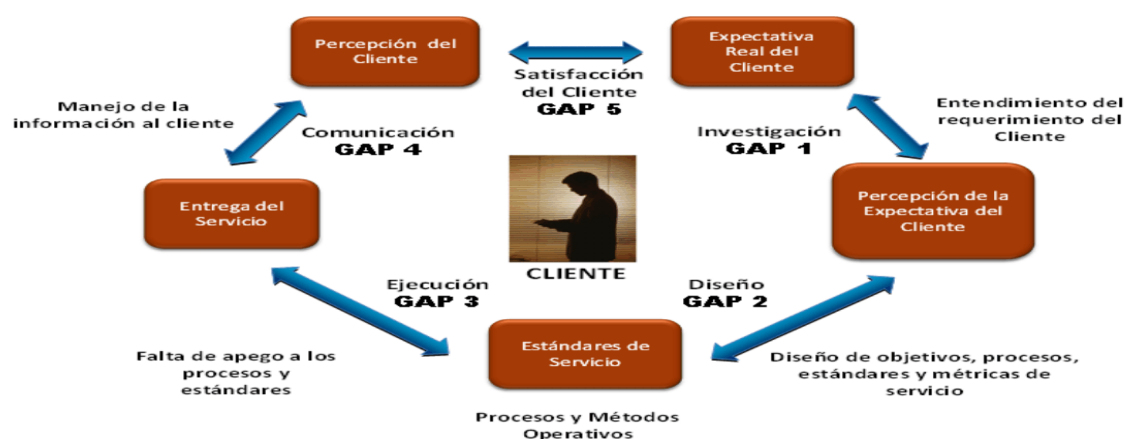 Percepción del
Cliente
Expectativa
Real del
Cliente
Satisfacción
del Cliente
GAP 5
Manejo de la
información al cliente
Comunicación
GAP 4
Investigación
GAP 1
Entendimiento del
requerimiento del
Cliente
Entrega del
Servicio
Percepción de la
Expectativa del
Cliente
CLIENTE
Ejecución
GAP 3
Diseño
GAP 2
Estándares de
Servicio
Falta de apego a los
procesos y
estándares
Diseño de objetivos, procesos,
estándares y métricas de
servicio
Procesos y Métodos
Operativos